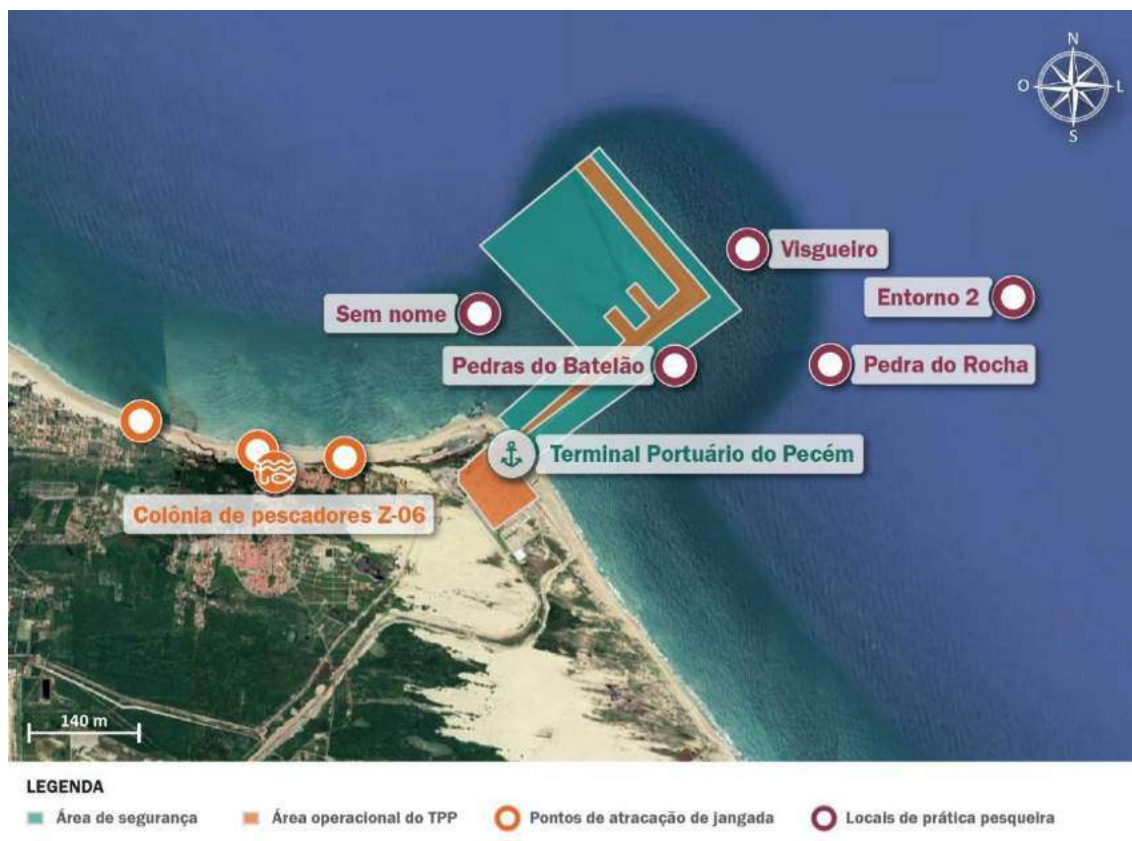 N
O
L
S
Visgueiro
Entorno 2
Sem nome
Pedras do Batelão
Pedra do Rocha
Terminal Portuário do Pecém
Colônia de pescadores Z-06
140 m
LEGENDA
Área de segurança
Área operacional do TPP
Pontos de atracação de jangada
Locais de prática pesqueira